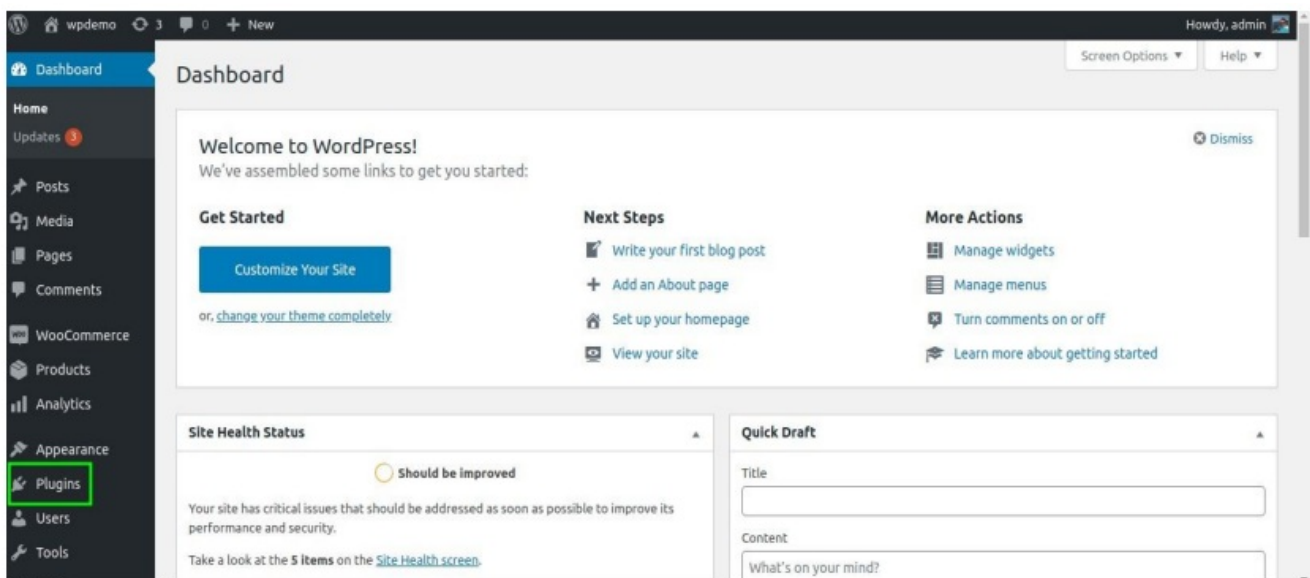 wpdemo 3 0 + New Howdy, admin
Dashboard
Home
Updates 3
Posts
Media
Pages
Comments
WooCommerce
Products
Analytics
Appearance
Plugins
Users
Tools
Screen Options Help
Dashboard
Welcome to WordPress!
Dismiss
We've assembled some links to get you started:
Get Started
Customize Your Site
or, change your theme completely
Next Steps
Write your first blog post
Add an About page
Set up your homepage
View your site
More Actions
Manage widgets
Manage menus
Turn comments on or off
Learn more about getting started
Site Health Status
Should be improved
Your site has critical issues that should be addressed as soon as possible to improve its
performance and security.
Take a look at the 5 items on the Site Health screen.
Quick Draft
Title
Content
What's on your mind?